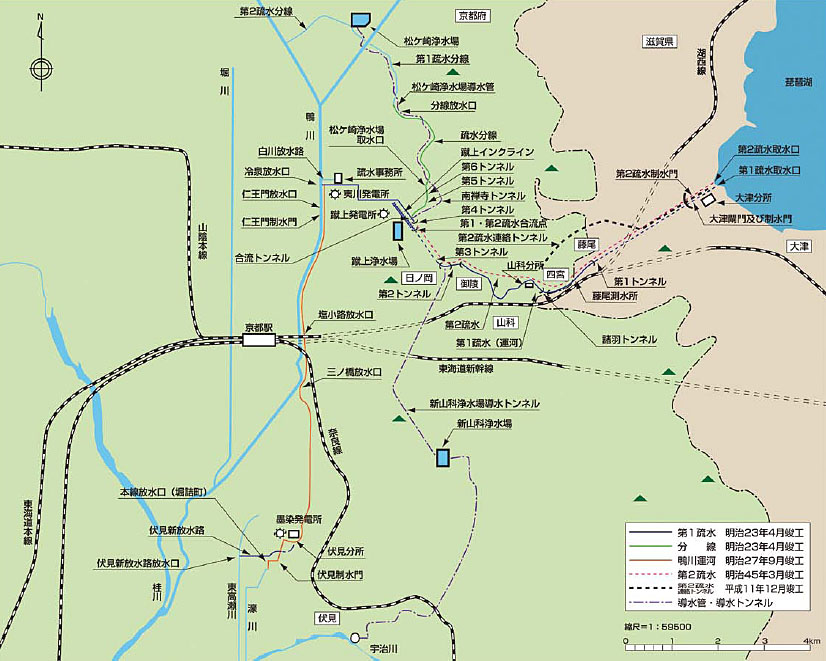 N
第2疏水分線
京都府
滋賀県
湖西線
琵琶湖
松ケ崎浄水場
第1疏水分線
堀川
鴨川
松ケ崎浄水場導水管
分線放水口
松ケ崎浄水場
取水口
疏水分線
白川放水路
疏水事務所
蹴上インクライン
第6トンネル
冷泉放水口
第5トンネル
夷川発電所
南禅寺トンネル
仁王門放水口
蹴上発電所
第4トンネル
仁王門制水門
第1・第2疏水合流点
第2疏水連絡トンネル
合流トンネル
第3トンネル
第2疏水取水口
第1疏水取水口
第2疏水制水門
大津分所
大津閘門及び制水門
大津
藤尾
山陰本線
蹴上浄水場
日ノ岡
御陵
山科分所
四宮
第1トンネル
第2トンネル
藤尾測水所
塩小路放水口
第2疏水
山科
第1疏水（運河）
諸羽トンネル
京都駅
東海道新幹線
三ノ橋放水口
新山科浄水場導水トンネル
新山科浄水場
奈良線
東海道本線
本線放水口（堀詰町）
墨染発電所
伏見新放水路
伏見分所
伏見新放水路放水口
伏見制水門
桂川
東高瀬川
濠川
伏見
宇治川
第1疏水 明治23年4月竣工
分線 明治23年4月竣工
鴨川運河 明治27年9月竣工
第2疏水 明治45年3月竣工
第2疏水
連絡トンネル 平成11年12月竣工
導水管・導水トンネル
縮尺＝1：59500
0 1 2 3 4km